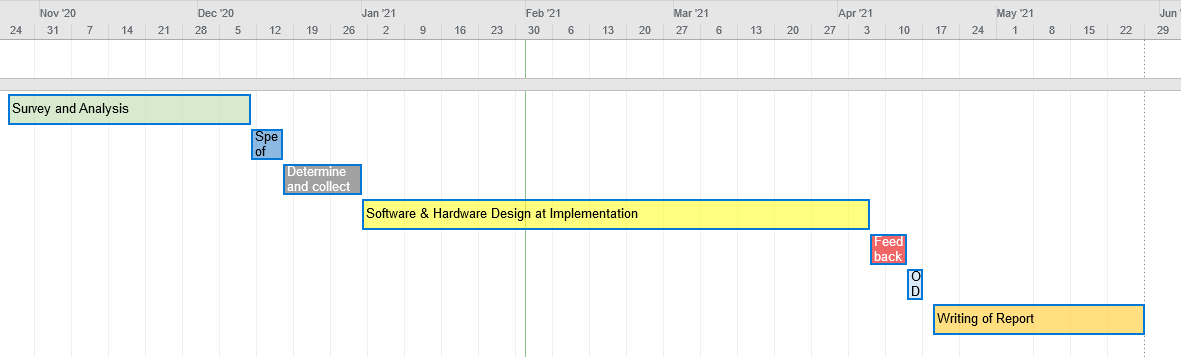 Nov '20 Dec '20 Jan '21 Feb '21 Mar '21 Apr '21 May '21 Jun '
24 31 7 14 21 28 5 12 19 26 2 9 16 23 30 6 13 20 27 6 13 20 27 3 10 17 24 1 8 15 22 29
Survey and Analysis
Spe
of
Determine
and collect
Software & Hardware Design at Implementation
Feed
back
O
D
Writing of Report